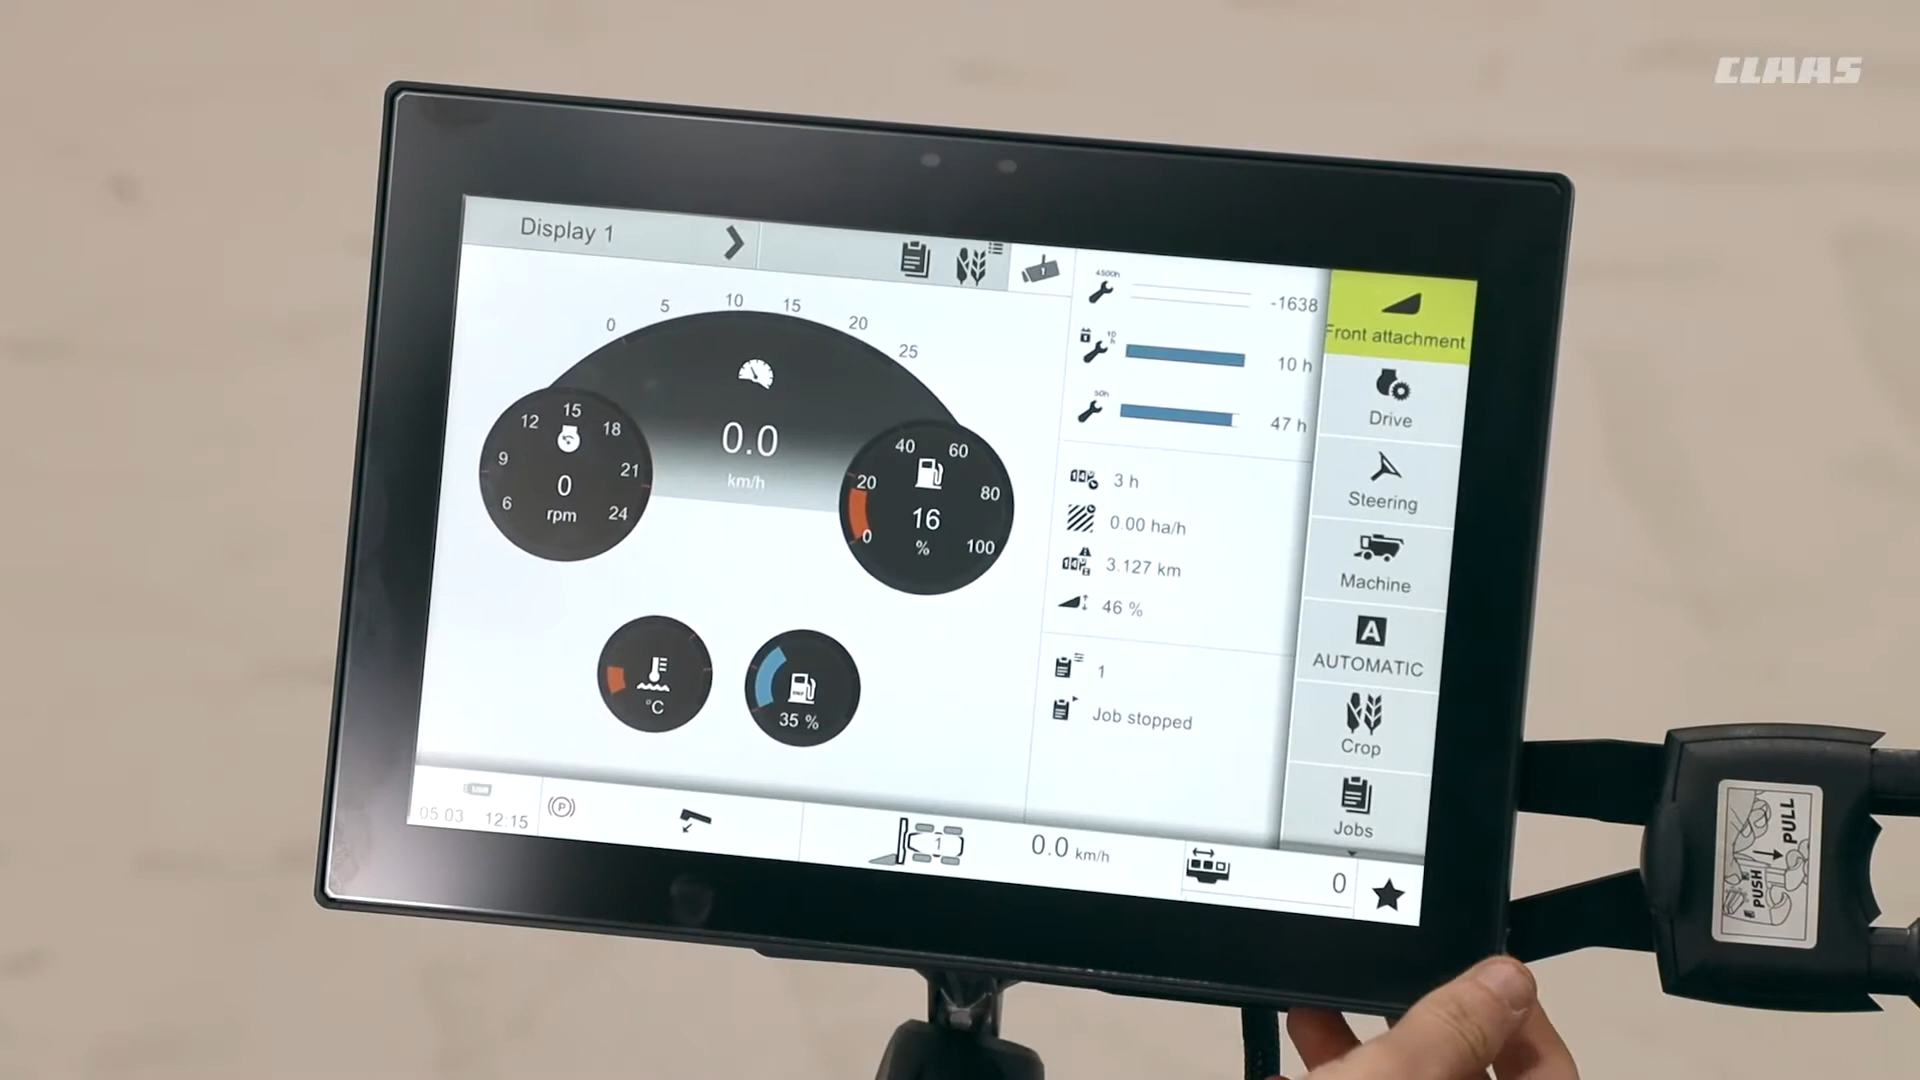 CLAAS
Display 1
0 5 10 15 20 25
0.0
km/h
6 9 12 15 18 21 24
0
rpm
0 20 40 60 80 100
16
%
°C
35 %
4500h
-1638
10 h
10 h
50h
47 h
3 h
0.00 ha/h
3.127 km
46 %
1
Job stopped
Front attachment
Drive
Steering
Machine
A
AUTOMATIC
Crop
Jobs
05 03 12:15
P
1
0.0 km/h
0
PUSH
PULL